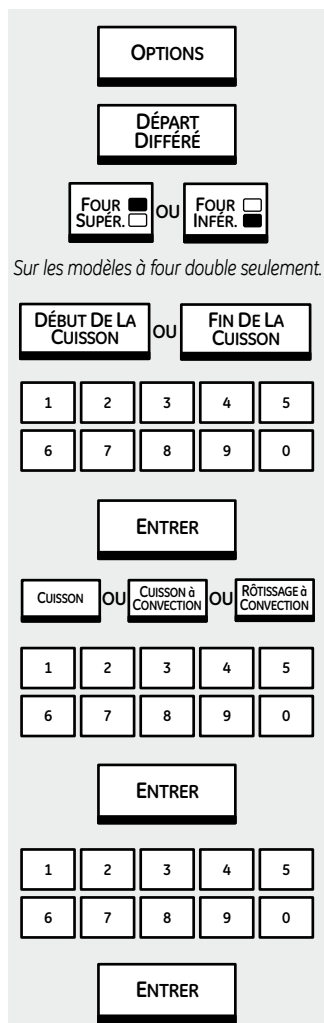 OPTIONS
DÉPART
DIFFÉRÉ
FOUR
SUPÉR.
OU
FOUR
INFÉR.
Sur les modèles à four double seulement.
DÉBUT DE LA
CUISSON
OU
FIN DE LA
CUISSON
1 2 3 4 5
6 7 8 9 0
ENTRER
CUISSON
OU
CUISSON à
CONVECTION
OU
RÔTISSAGE à
CONVECTION
1 2 3 4 5
6 7 8 9 0
ENTRER
1 2 3 4 5
6 7 8 9 0
ENTRER